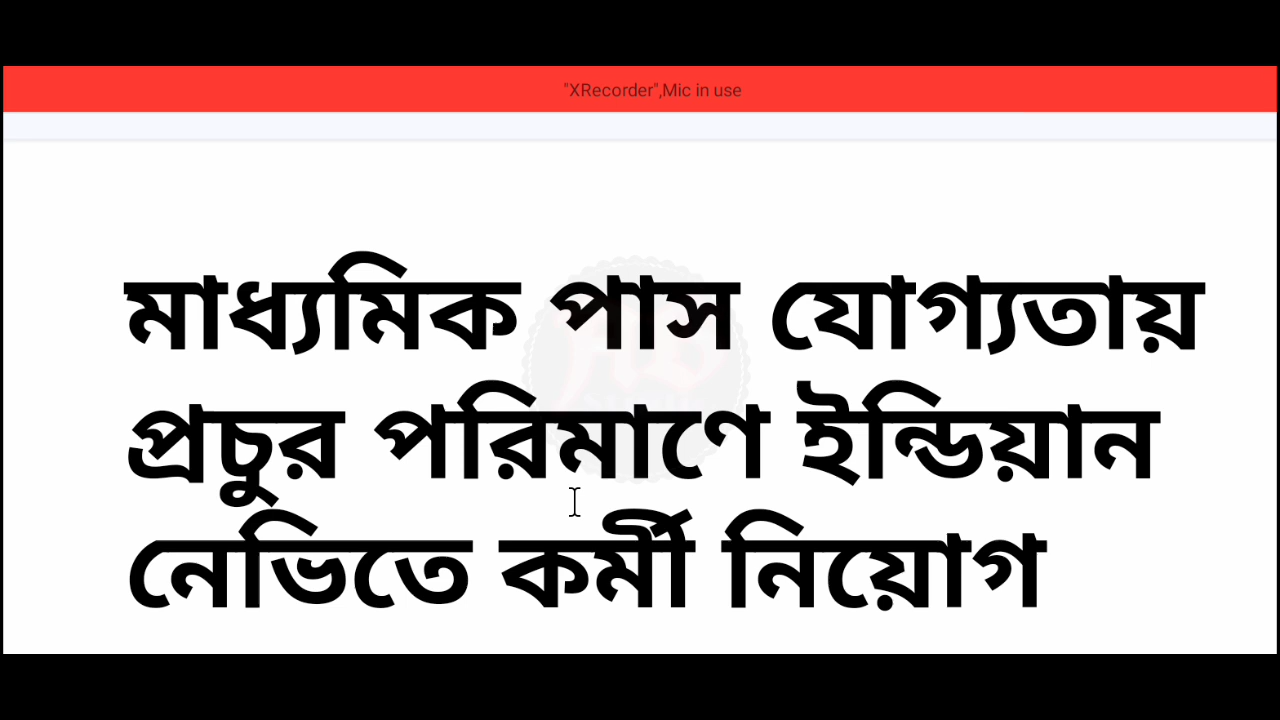 "XRecorder",Mic in use
মাধ্যমিক পাস যোগ্যতায়
প্রচুর পরিমাণে ইন্ডিয়ান
নেভিতে কর্মী নিয়োগ